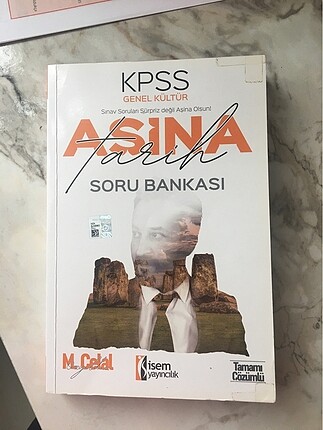 KPSS
GENEL KÜLTÜR
Sınav Soruları Sürpriz değil Aşina Olsun!
AŞİNA
tarih
SORU BANKASI
M. Celal
isem
yayıncılık
Tamamı
Çözümlü